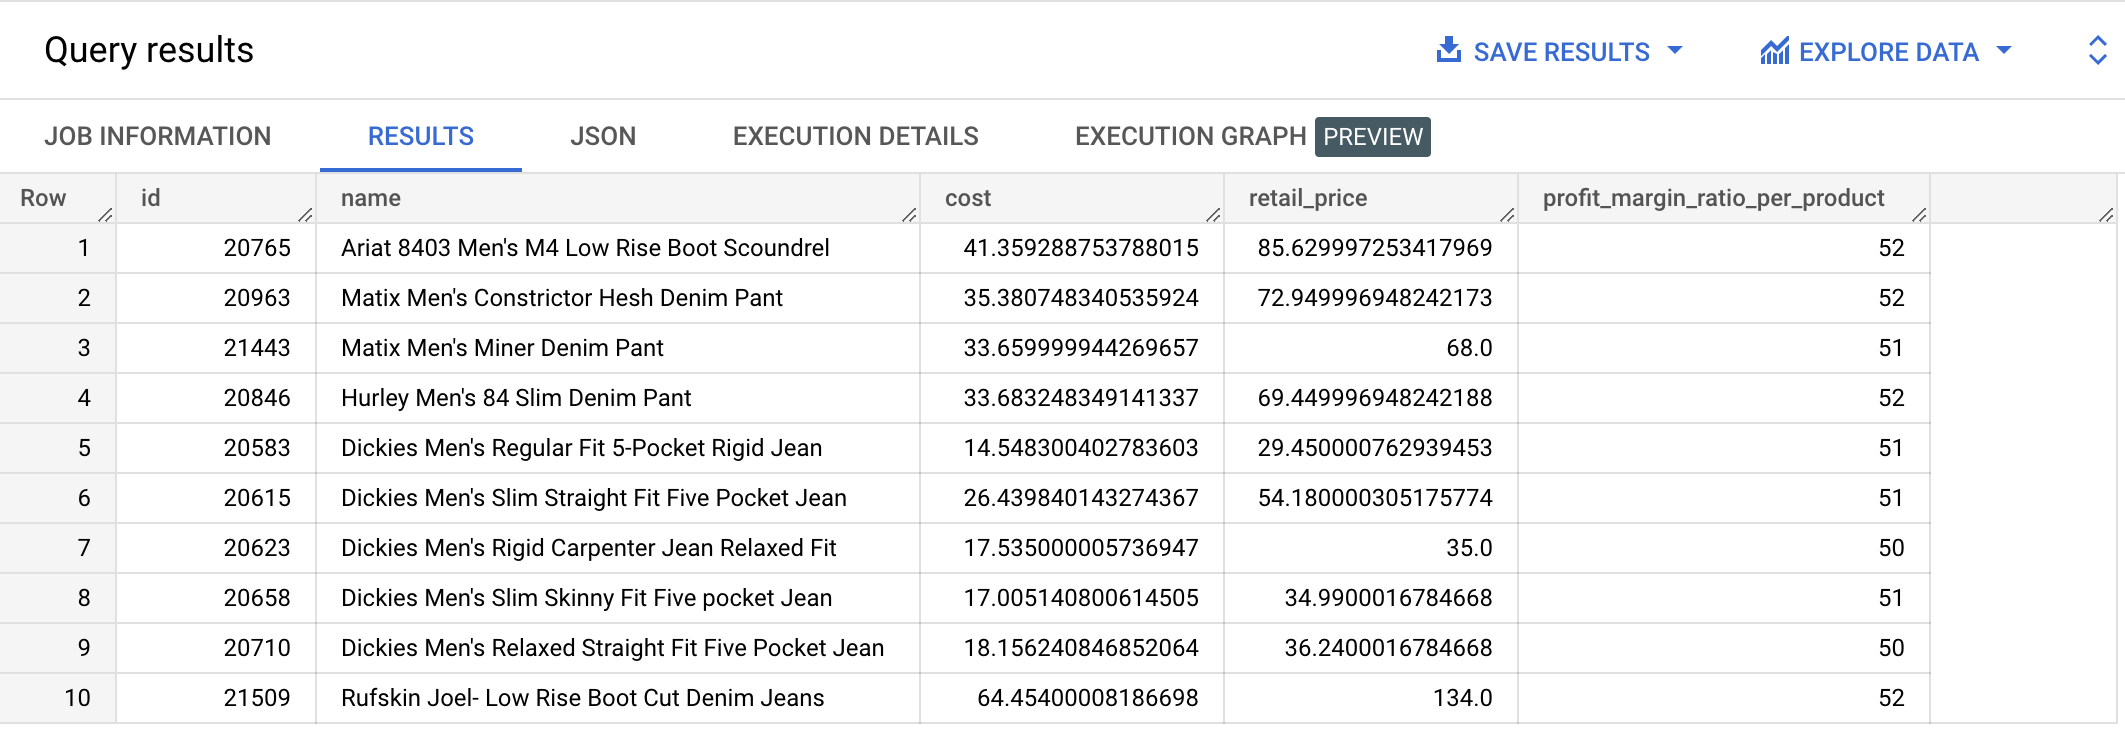 Query results SAVE RESULTS EXPLORE DATA
JOB INFORMATION RESULTS JSON EXECUTION DETAILS EXECUTION GRAPH PREVIEW
Row id name cost retail_price profit_margin_ratio_per_product
1 20765 Ariat 8403 Men's M4 Low Rise Boot Scoundrel 41.359288753788015 85.629997253417969 52
2 20963 Matix Men's Constrictor Hesh Denim Pant 35.380748340535924 72.949996948242173 52
3 21443 Matix Men's Miner Denim Pant 33.659999944269657 68.0 51
4 20846 Hurley Men's 84 Slim Denim Pant 33.683248349141337 69.449996948242188 52
5 20583 Dickies Men's Regular Fit 5-Pocket Rigid Jean 14.548300402783603 29.450000762939453 51
6 20615 Dickies Men's Slim Straight Fit Five Pocket Jean 26.439840143274367 54.180000305175774 51
7 20623 Dickies Men's Rigid Carpenter Jean Relaxed Fit 17.535000005736947 35.0 50
8 20658 Dickies Men's Slim Skinny Fit Five pocket Jean 17.005140800614505 34.9900016784668 51
9 20710 Dickies Men's Relaxed Straight Fit Five Pocket Jean 18.156240846852064 36.2400016784668 50
10 21509 Rufskin Joel- Low Rise Boot Cut Denim Jeans 64.45400008186698 134.0 52